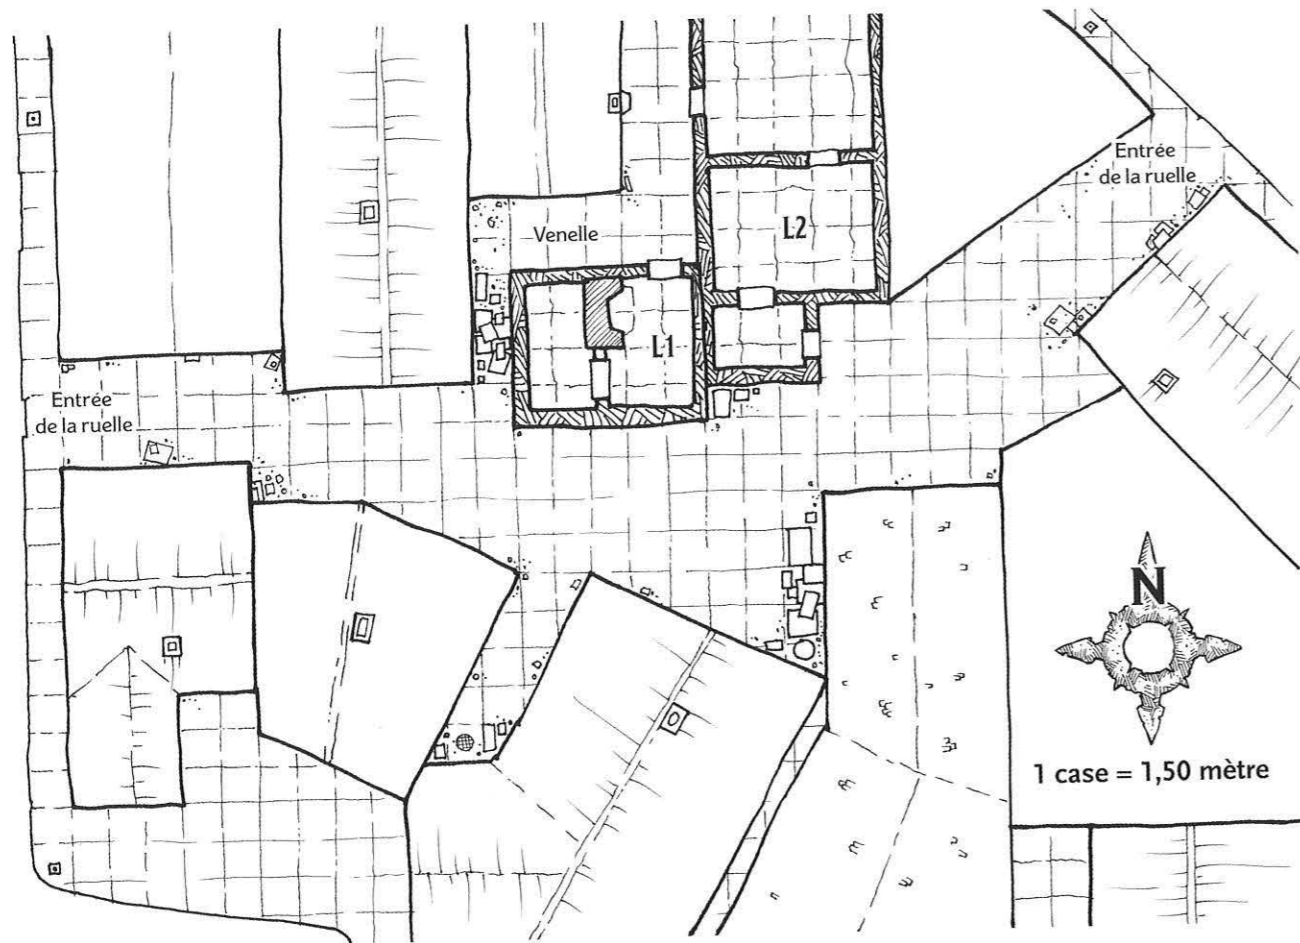 Entrée
de la ruelle
Venelle
L2
L1
Entrée
de la ruelle
N
1 case = 1,50 mètre